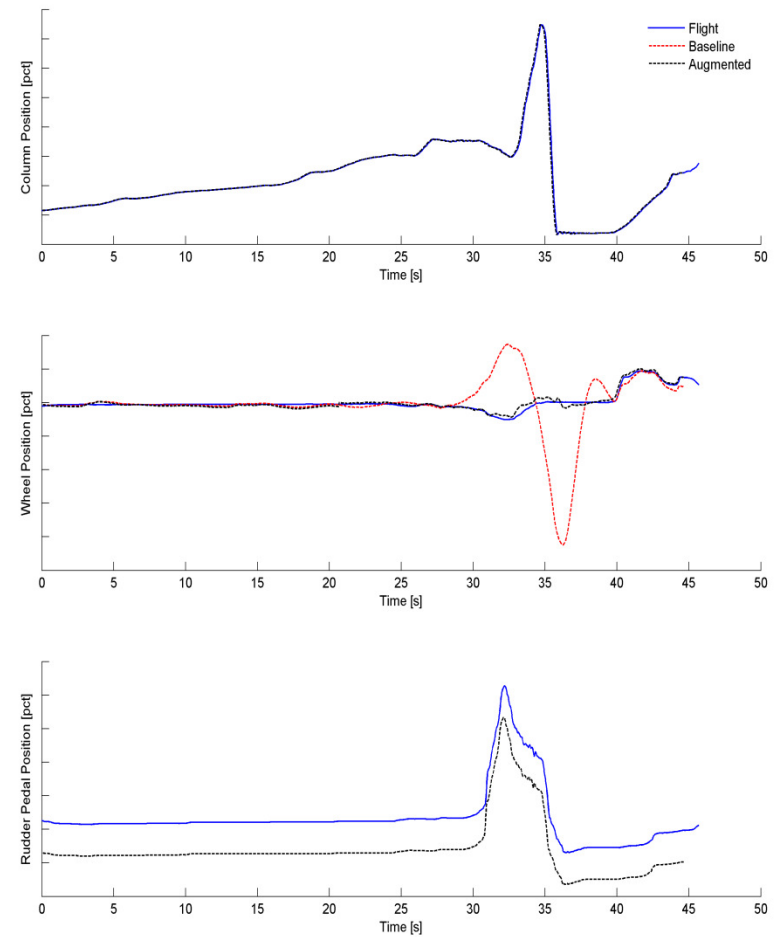 Column Position [pct]
Flight
Baseline
Augmented
0 5 10 15 20 25 30 35 40 45 50
Time [s]
Wheel Position [pct]
0 5 10 15 20 25 30 35 40 45 50
Time [s]
Rudder Pedal Position [pct]
0 5 10 15 20 25 30 35 40 45 50
Time [s]